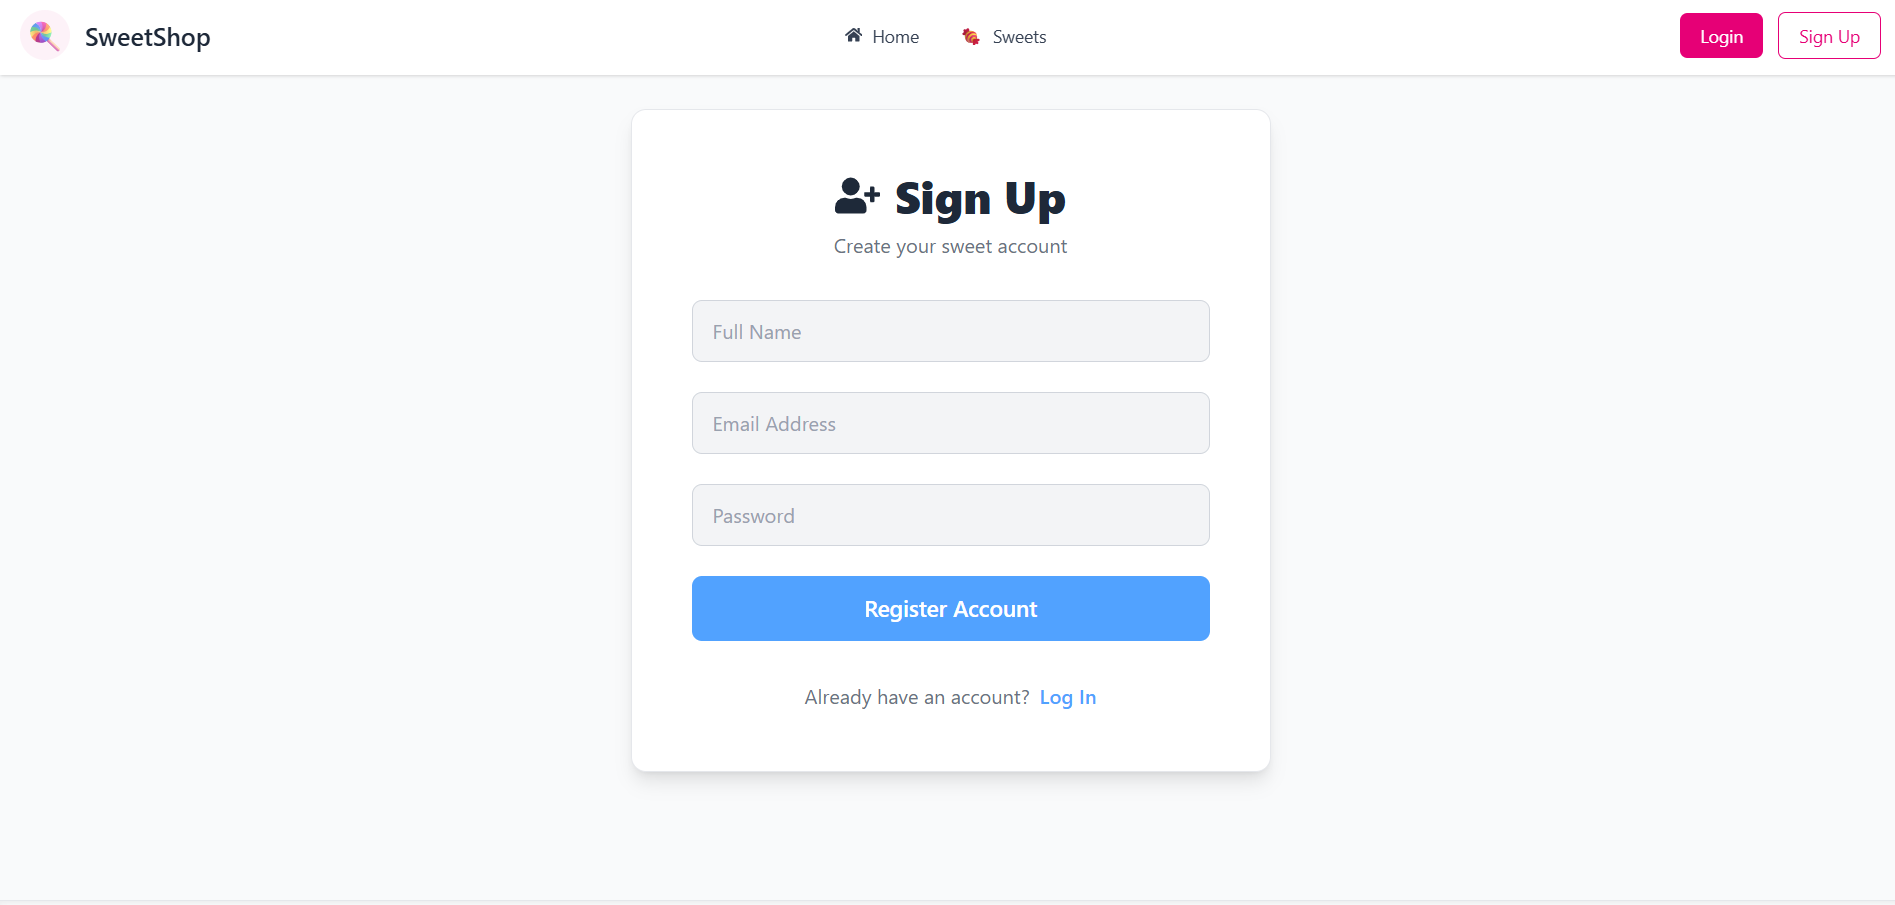 SweetShop
Home
Sweets
Login
Sign Up
Sign Up
Create your sweet account
Full Name
Email Address
Password
Register Account
Already have an account? Log In